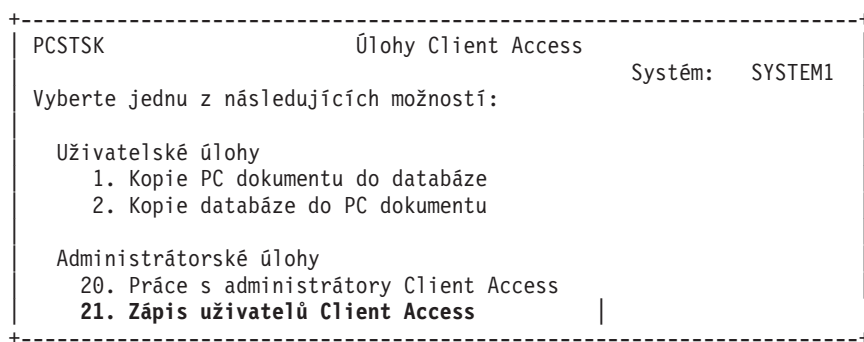 PCSTSK Úlohy Client Access
Systém: SYSTEM1
Vyberte jednu z následujících možností:
Uživatelské úlohy
1. Kopie PC dokumentu do databáze
2. Kopie databáze do PC dokumentu
Administrátorské úlohy
20. Práce s administrátory Client Access
21. Zápis uživatelů Client Access